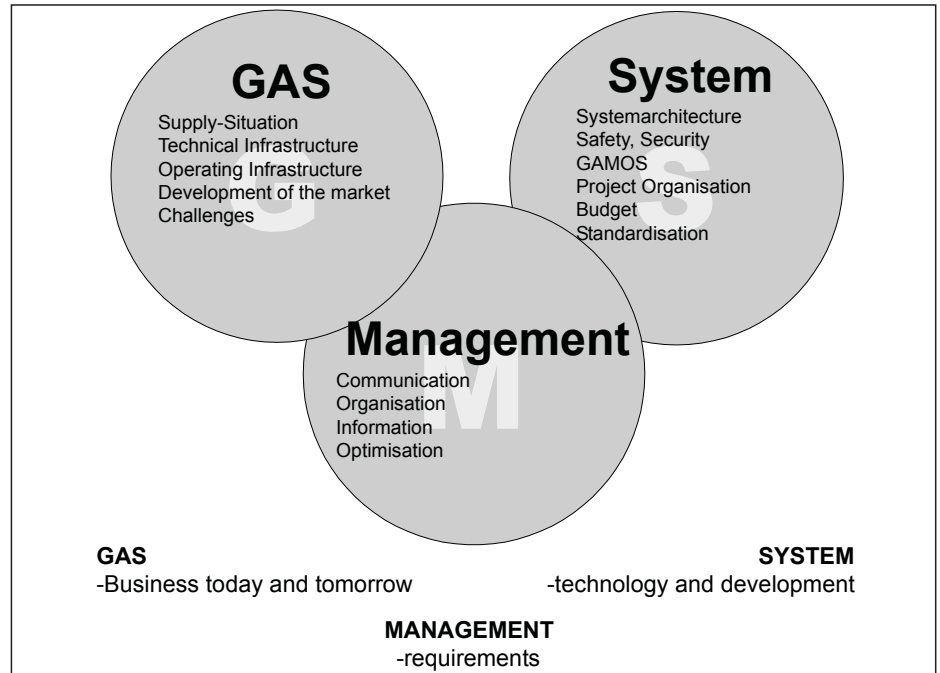 GAS
Supply-Situation
Technical Infrastructure
Operating Infrastructure
Development of the market
Challenges
G
System
Systemarchitecture
Safety, Security
GAMOS
Project Organisation
Budget
Standardisation
S
Management
Communication
Organisation
Information
Optimisation
M
GAS
-Business today and tomorrow
SYSTEM
-technology and development
MANAGEMENT
-requirements